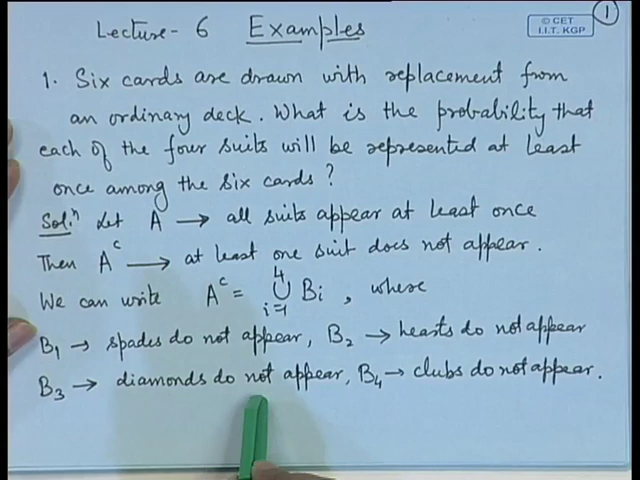 Lecture - 6 Examples
© CET
I.I.T. KGP
1
1. Six cards are drawn with replacement from
an ordinary deck. What is the probability that
each of the four suits will be represented at least
once among the six cards?
Sol.ⁿ Let A → all suits appear at least once
Then Aᶜ → at least one suit does not appear.
We can write Aᶜ = ⋃_{i=1}^{4} Bi, where
B₁ → spades do not appear, B₂ → hearts do not appear
B₃ → diamonds do not appear, B₄ → clubs do not appear.